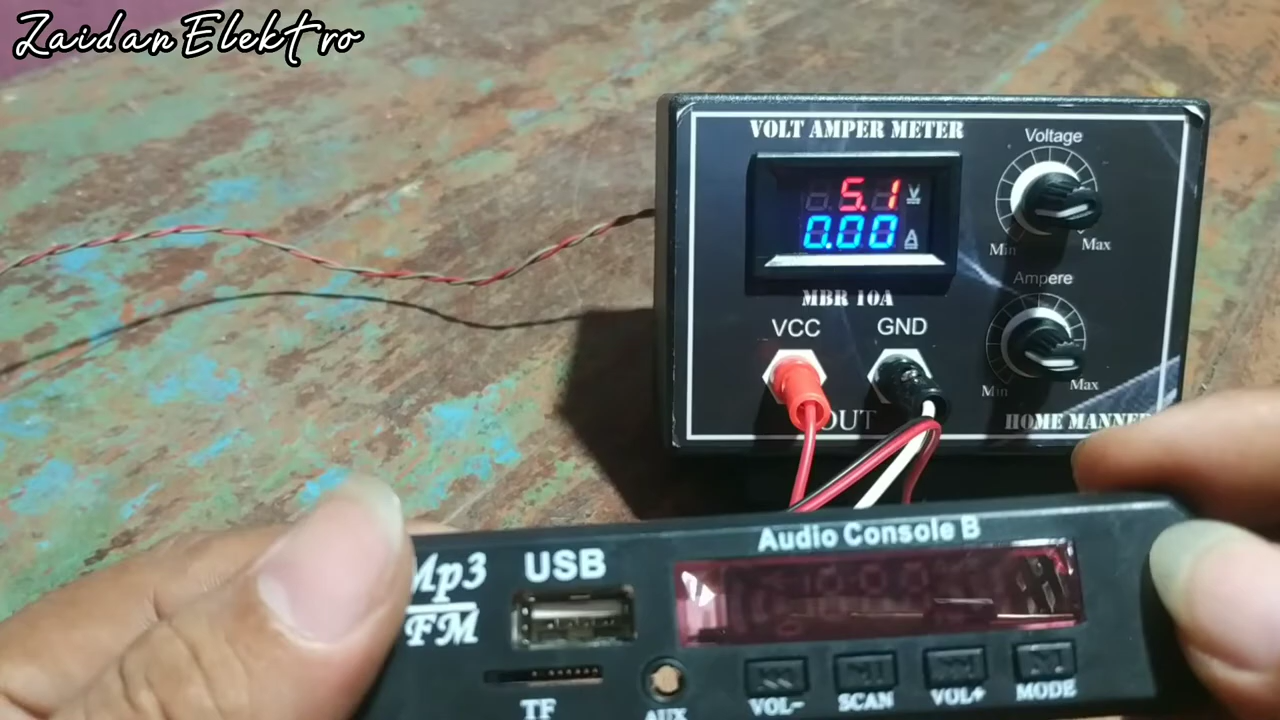 Zaidan Elektro
VOLT AMPER METER
Voltage
5.1 V
0.00 A
Min Max
Ampere
MBR 10A
VCC GND
Min Max
OUT
HOME MANNER
Audio Console B
Mp3
FM
USB
TF
AUX
VOL-
SCAN
VOL+
MODE